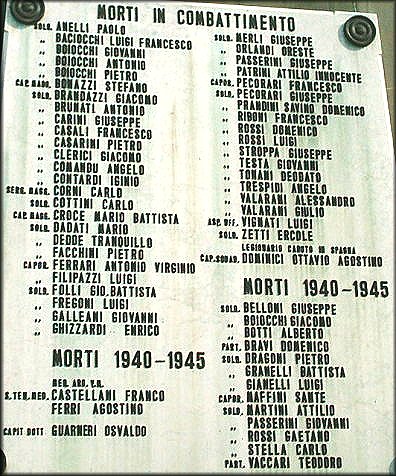 MORTI IN COMBATTIMENTO
SOLD. ANELLI PAOLO
„ BACIOCCHI LUIGI FRANCESCO
„ BOIOCCHI GIOVANNI
„ BOIOCCHI ANTONIO
„ BOIOCCHI PIETRO
CAP. MAGG. BONAZZI STEFANO
SOLD. BRANDAZZI GIACOMO
„ BRUNATI ANTONIO
„ CARINI GIUSEPPE
„ CASALI FRANCESCO
„ CASARINI PIETRO
„ CLERICI GIACOMO
„ COMANDU ANGELO
„ CONTARDI IGINIO
SERG. MAGG. CORNI CARLO
SOLD. COTTINI CARLO
CAP. MAGG. CROCE MARIO BATTISTA
SOLD. DADATI MARIO
„ DEDDE TRANQUILLO
„ FACCHINI PIETRO
CAPOR. FERRARI ANTONIO VIRGINIO
„ FILIPAZZI LUIGI
SOLD. FOLLI GIO.BATTISTA
„ FREGONI LUIGI
„ GALLEANI GIOVANNI
„ GHIZZARDI ENRICO
MORTI 1940-1945
S.TEN.MED. CASTELLANI FRANCO
FERRI AGOSTINO
CAPIT DOTT GUARNERI OSVALDO
SOLD. MERLI GIUSEPPE
„ ORLANDI ORESTE
„ PASSERINI GIUSEPPE
„ PATRINI ATTILIO INNOCENTE
CAPOR. PECORARI FRANCESCO
SOLD. PECORARI GIUSEPPE
„ PRANDINI SAVINO DOMENICO
„ RIBONI FRANCESCO
„ ROSSI DOMENICO
„ ROSSI LUIGI
„ STROPPA GIUSEPPE
„ TESTA GIOVANNI
„ TONANI DEODATO
„ TRESPIDI ANGELO
„ VALARANI ALESSANDRO
„ VALARANI GIULIO
ASP. UFF. VIGNATI LUIGI
SOLD. ZETTI ERCOLE
LEGIONARIO CADUTO IN SPAGNA
CAP.SQUAD. DOMINICI OTTAVIO AGOSTINO
MORTI 1940-1945
SOLD. BELLONI GIUSEPPE
„ BOIOCCHI GIACOMO
„ BOTTI ALBERTO
PART. BRAVI DOMENICO
SOLD. DRAGONI PIETRO
„ GRANELLI BATTISTA
„ GIANELLI LUIGI
CAPOR. MAFFINI SANTE
SOLD. MARTINI ATTILIO
„ PASSERINI GIOVANNI
„ ROSSI GAETANO
„ STELLA CARLO
PART. VACCARI TEODORO